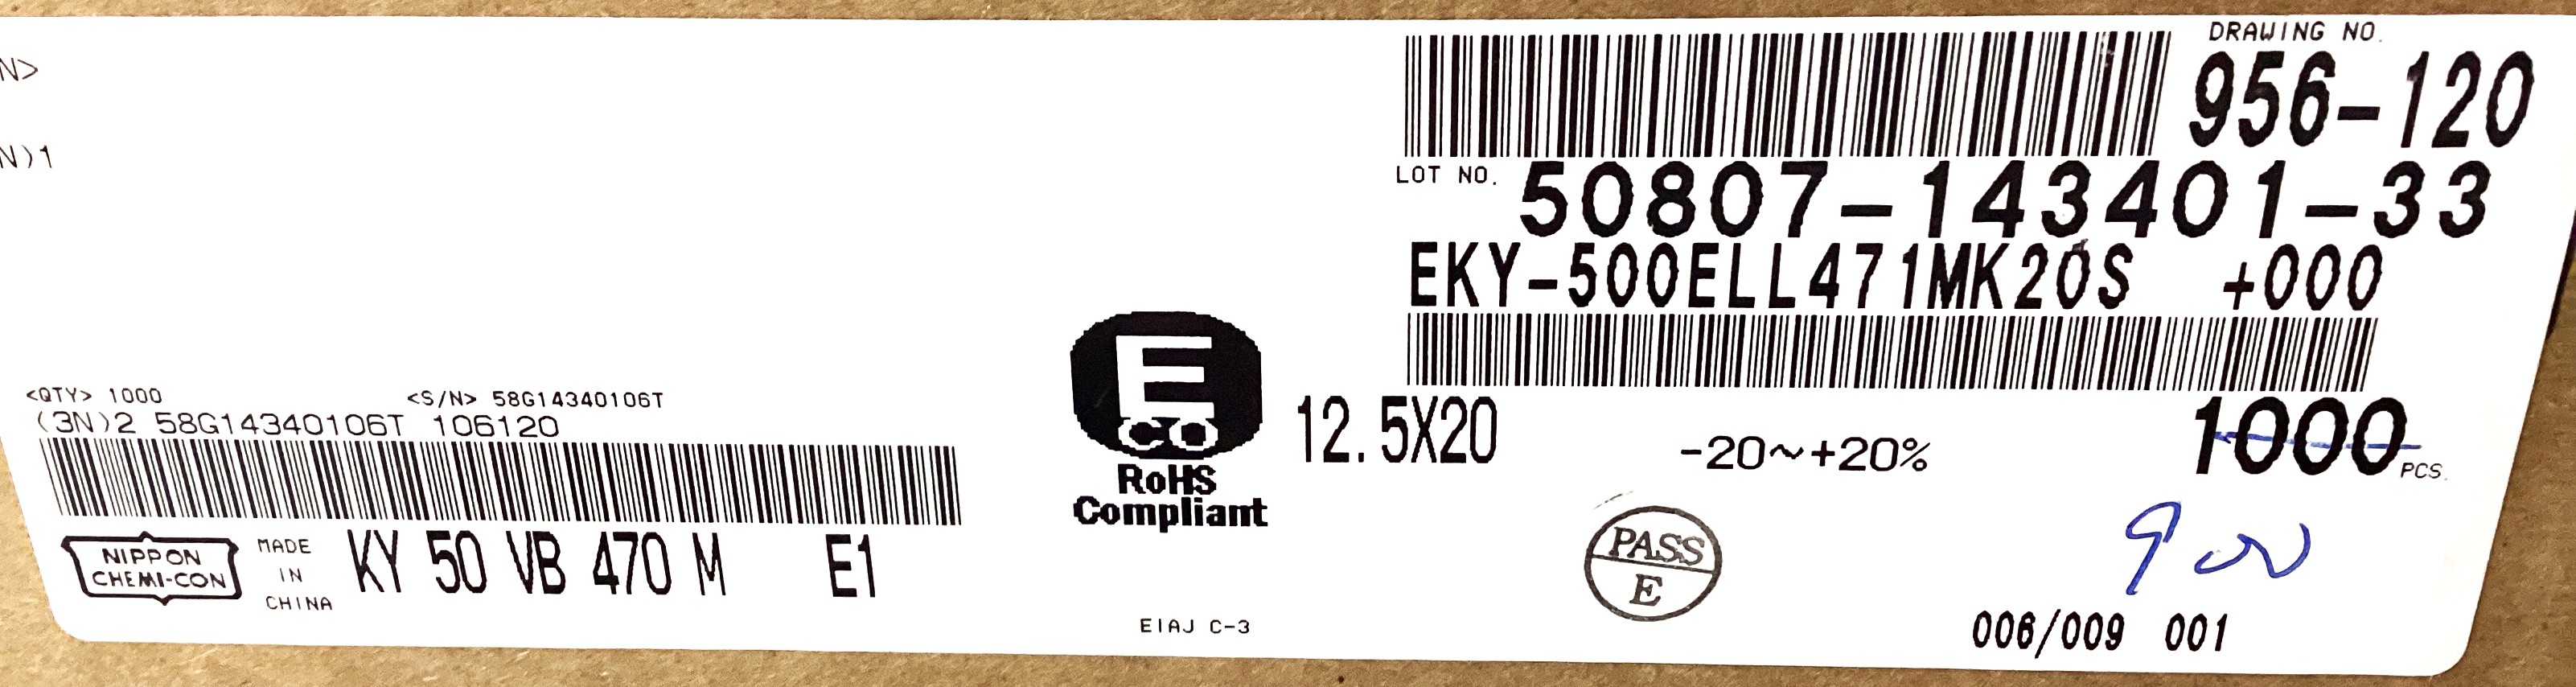 N>
N)1
DRAWING NO.
956-120
LOT NO. 50807-143401-33
EKY-500ELL471MK20S +000
<QTY> 1000 <S/N> 58G14340106T
(3N)2 58G14340106T 106120
E
CO
RoHS
Compliant
12.5X20 -20~+20% 1000 PCS.
NIPPON
CHEMI-CON
MADE
IN
CHINA
KY 50 VB 470 M E1
PASS
E
900
EIAJ C-3
006/009 001